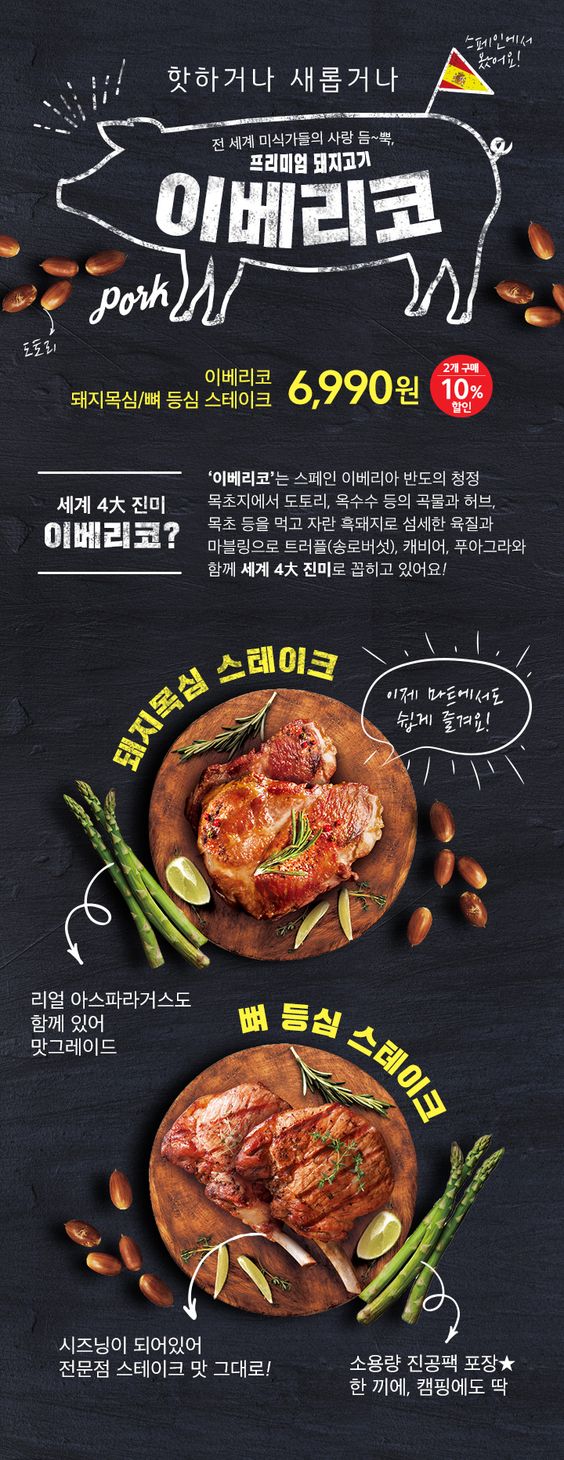 스페인에서
봤어요!
핫하거나 새롭거나
전 세계 미식가들의 사랑 듬~뿍,
프리미엄 돼지고기
이베리코
pork
도토리
이베리코
돼지목심/뼈 등심 스테이크
6,990원
2개 구매
10%
할인
세계 4大 진미
이베리코?
‘이베리코’는 스페인 이베리아 반도의 청정
목초지에서 도토리, 옥수수 등의 곡물과 허브,
목초 등을 먹고 자란 흑돼지로 섬세한 육질과
마블링으로 트러플(송로버섯), 캐비어, 푸아그라와
함께 세계 4大 진미로 꼽히고 있어요!
돼지목심 스테이크
이제 마트에서도
쉽게 즐겨요!
리얼 아스파라거스도
함께 있어
맛그레이드
뼈 등심 스테이크
시즈닝이 되어있어
전문점 스테이크 맛 그대로!
소용량 진공팩 포장★
한 끼에, 캠핑에도 딱